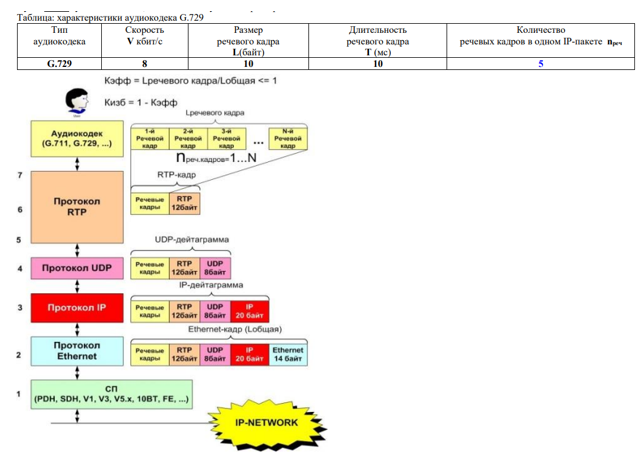 Таблица: характеристики аудиокодека G.729
Тип аудиокодека
Скорость V кбит/с
Размер речевого кадра L(байт)
Длительность речевого кадра T (мс)
Количество речевых кадров в одном IP-пакете nреч
G.729
8
10
10
5
Кэфф = Lречевого кадра/Lобщая <= 1
Кизб = 1 - Кэфф
Lречевого кадра
Аудиокодек
(G.711, G.729, ...)
1-й Речевой кадр
2-й Речевой кадр
3-й Речевой кадр
...
N-й Речевой кадр
nреч.кадров=1...N
7
RTP-кадр
Протокол RTP
6
Речевые кадры
RTP 12байт
5
UDP-дейтаграмма
4
Протокол UDP
Речевые кадры
RTP 12байт
UDP 8байт
IP-дейтаграмма
3
Протокол IP
Речевые кадры
RTP 12байт
UDP 8байт
IP 20 байт
Ethernet-кадр (Lобщая)
2
Протокол Ethernet
Речевые кадры
RTP 12байт
UDP 8байт
IP 20 байт
Ethernet 14 байт
1
СП
(PDH, SDH, V1, V3, V5.x, 10BT, FE, ...)
IP-NETWORK